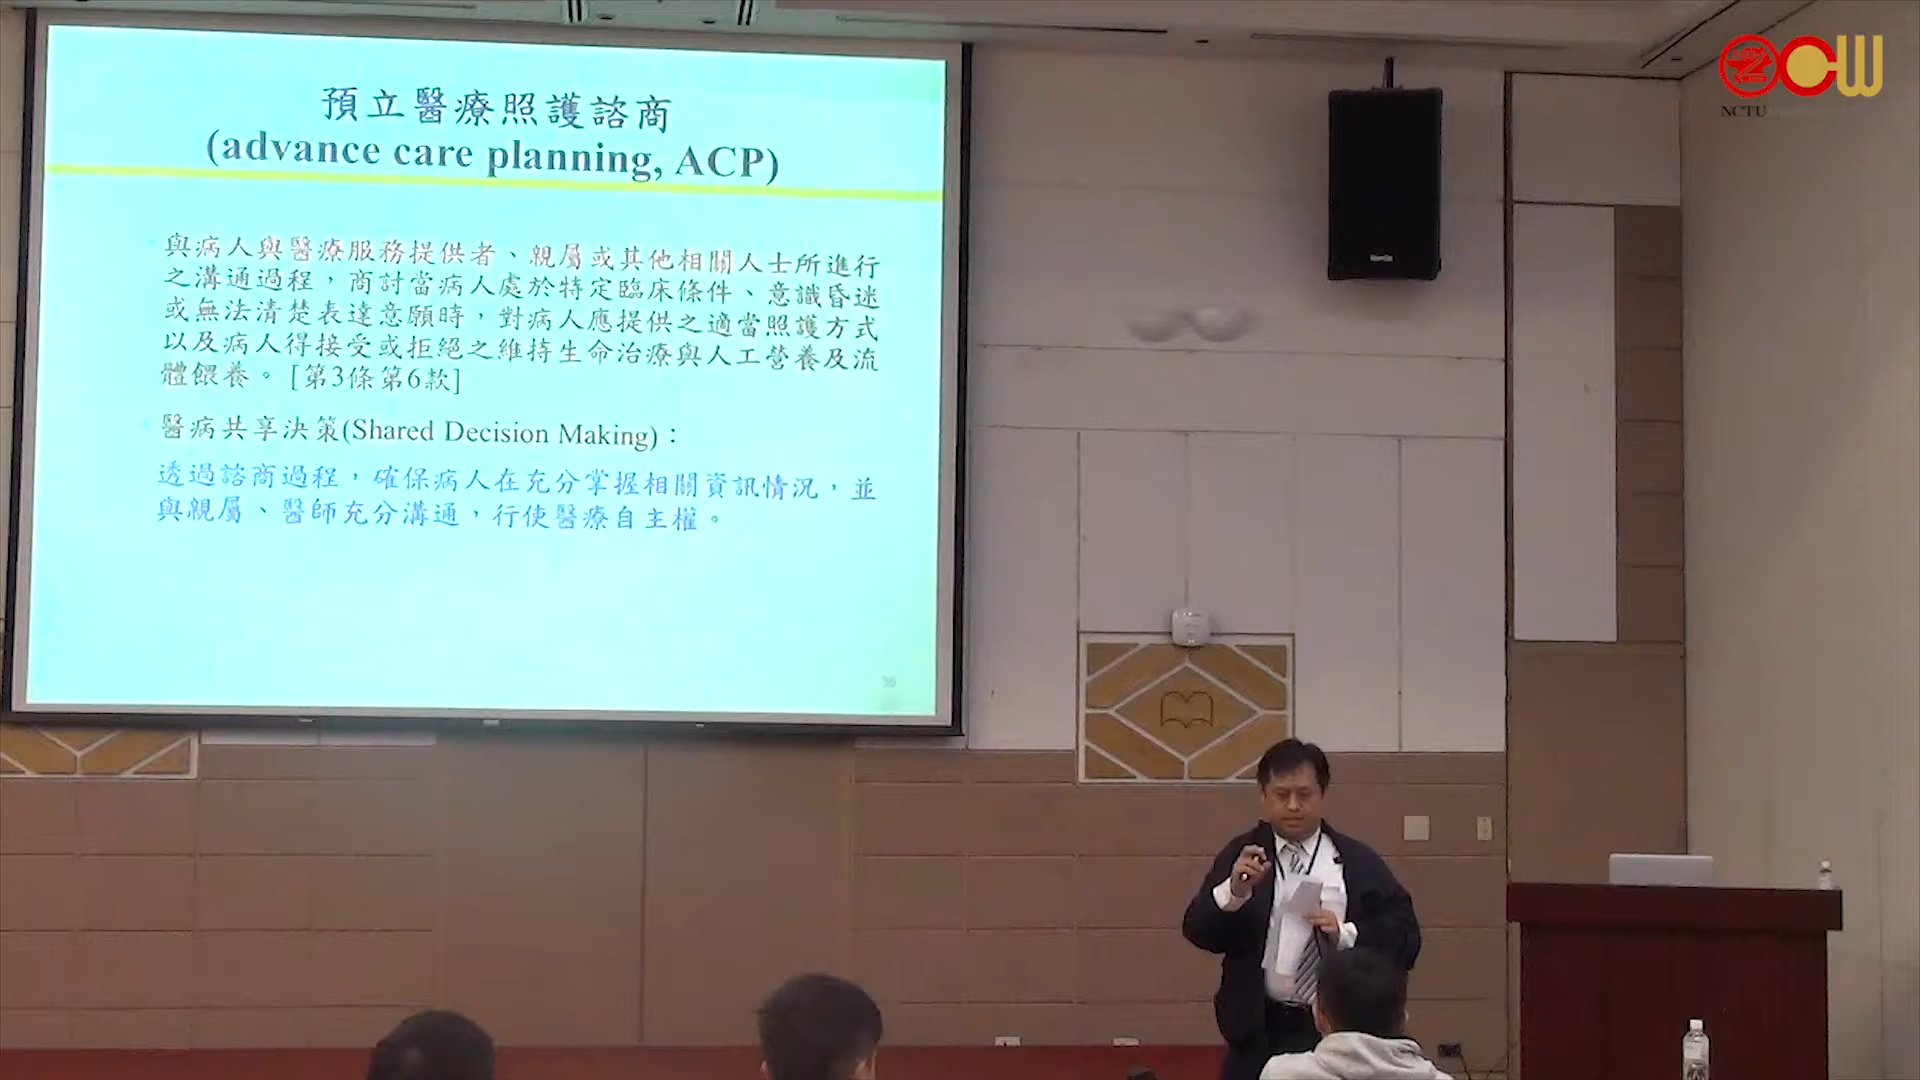 預立醫療照護諮商
(advance care planning, ACP)
與病人與醫療服務提供者、親屬或其他相關人士所進行
之溝通過程，商討當病人處於特定臨床條件、意識昏迷
或無法清楚表達意願時，對病人應提供之適當照護方式
以及病人得接受或拒絕之維持生命治療與人工營養及流
體餵養。[第3條第6款]
醫病共享決策(Shared Decision Making)：
透過諮商過程，確保病人在充分掌握相關資訊情況，並
與親屬、醫師充分溝通，行使醫療自主權。
36
OCW
NCTU